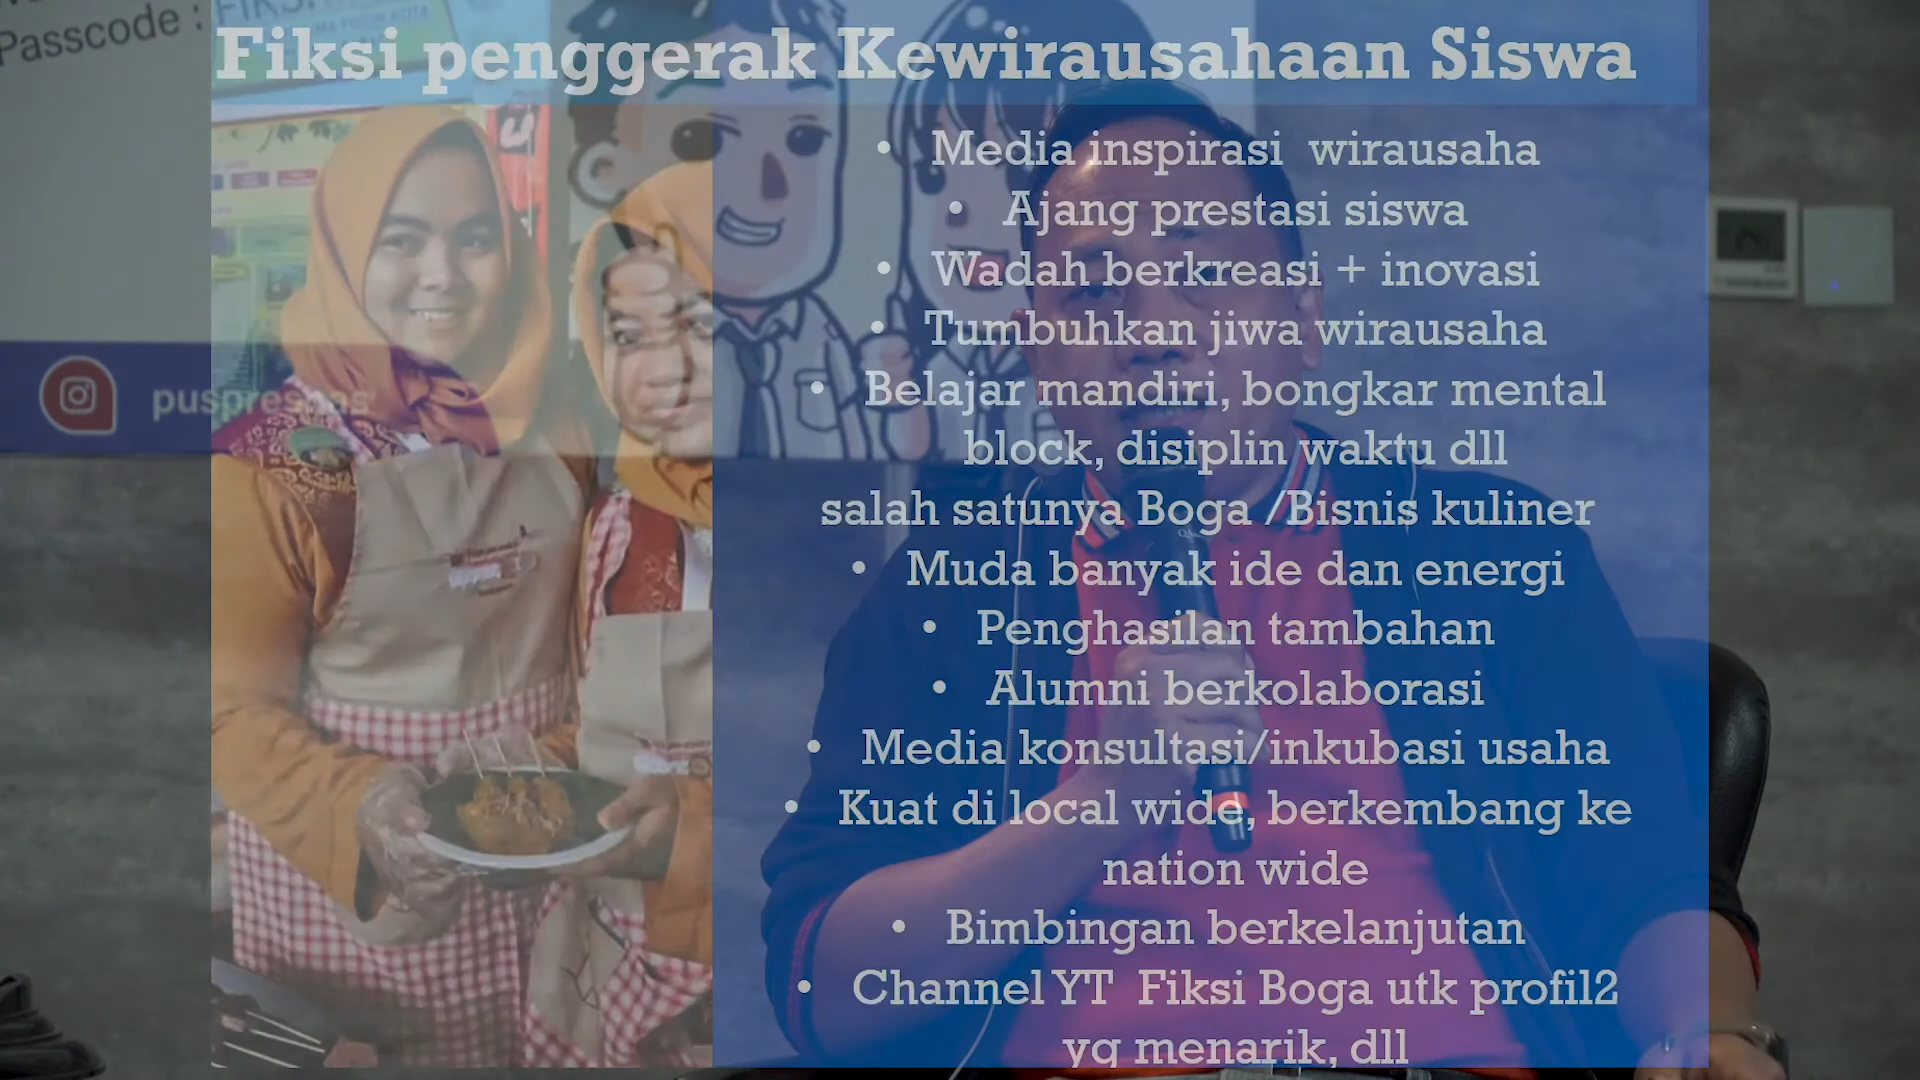 Passcode : FIKSI
Fiksi penggerak Kewirausahaan Siswa
• Media inspirasi wirausaha
• Ajang prestasi siswa
• Wadah berkreasi + inovasi
• Tumbuhkan jiwa wirausaha
• Belajar mandiri, bongkar mental
block, disiplin waktu dll
salah satunya Boga /Bisnis kuliner
• Muda banyak ide dan energi
• Penghasilan tambahan
• Alumni berkolaborasi
• Media konsultasi/inkubasi usaha
• Kuat di local wide, berkembang ke
nation wide
• Bimbingan berkelanjutan
• Channel YT Fiksi Boga utk profil2
yg menarik, dll
puspresnas